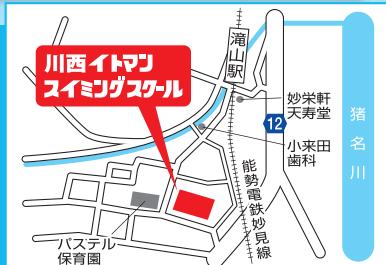 川西イトマン
スイミングスクール
滝山駅
妙栄軒
天寿堂
12
小来田
歯科
猪名川
能勢電鉄妙見線
パステル
保育園